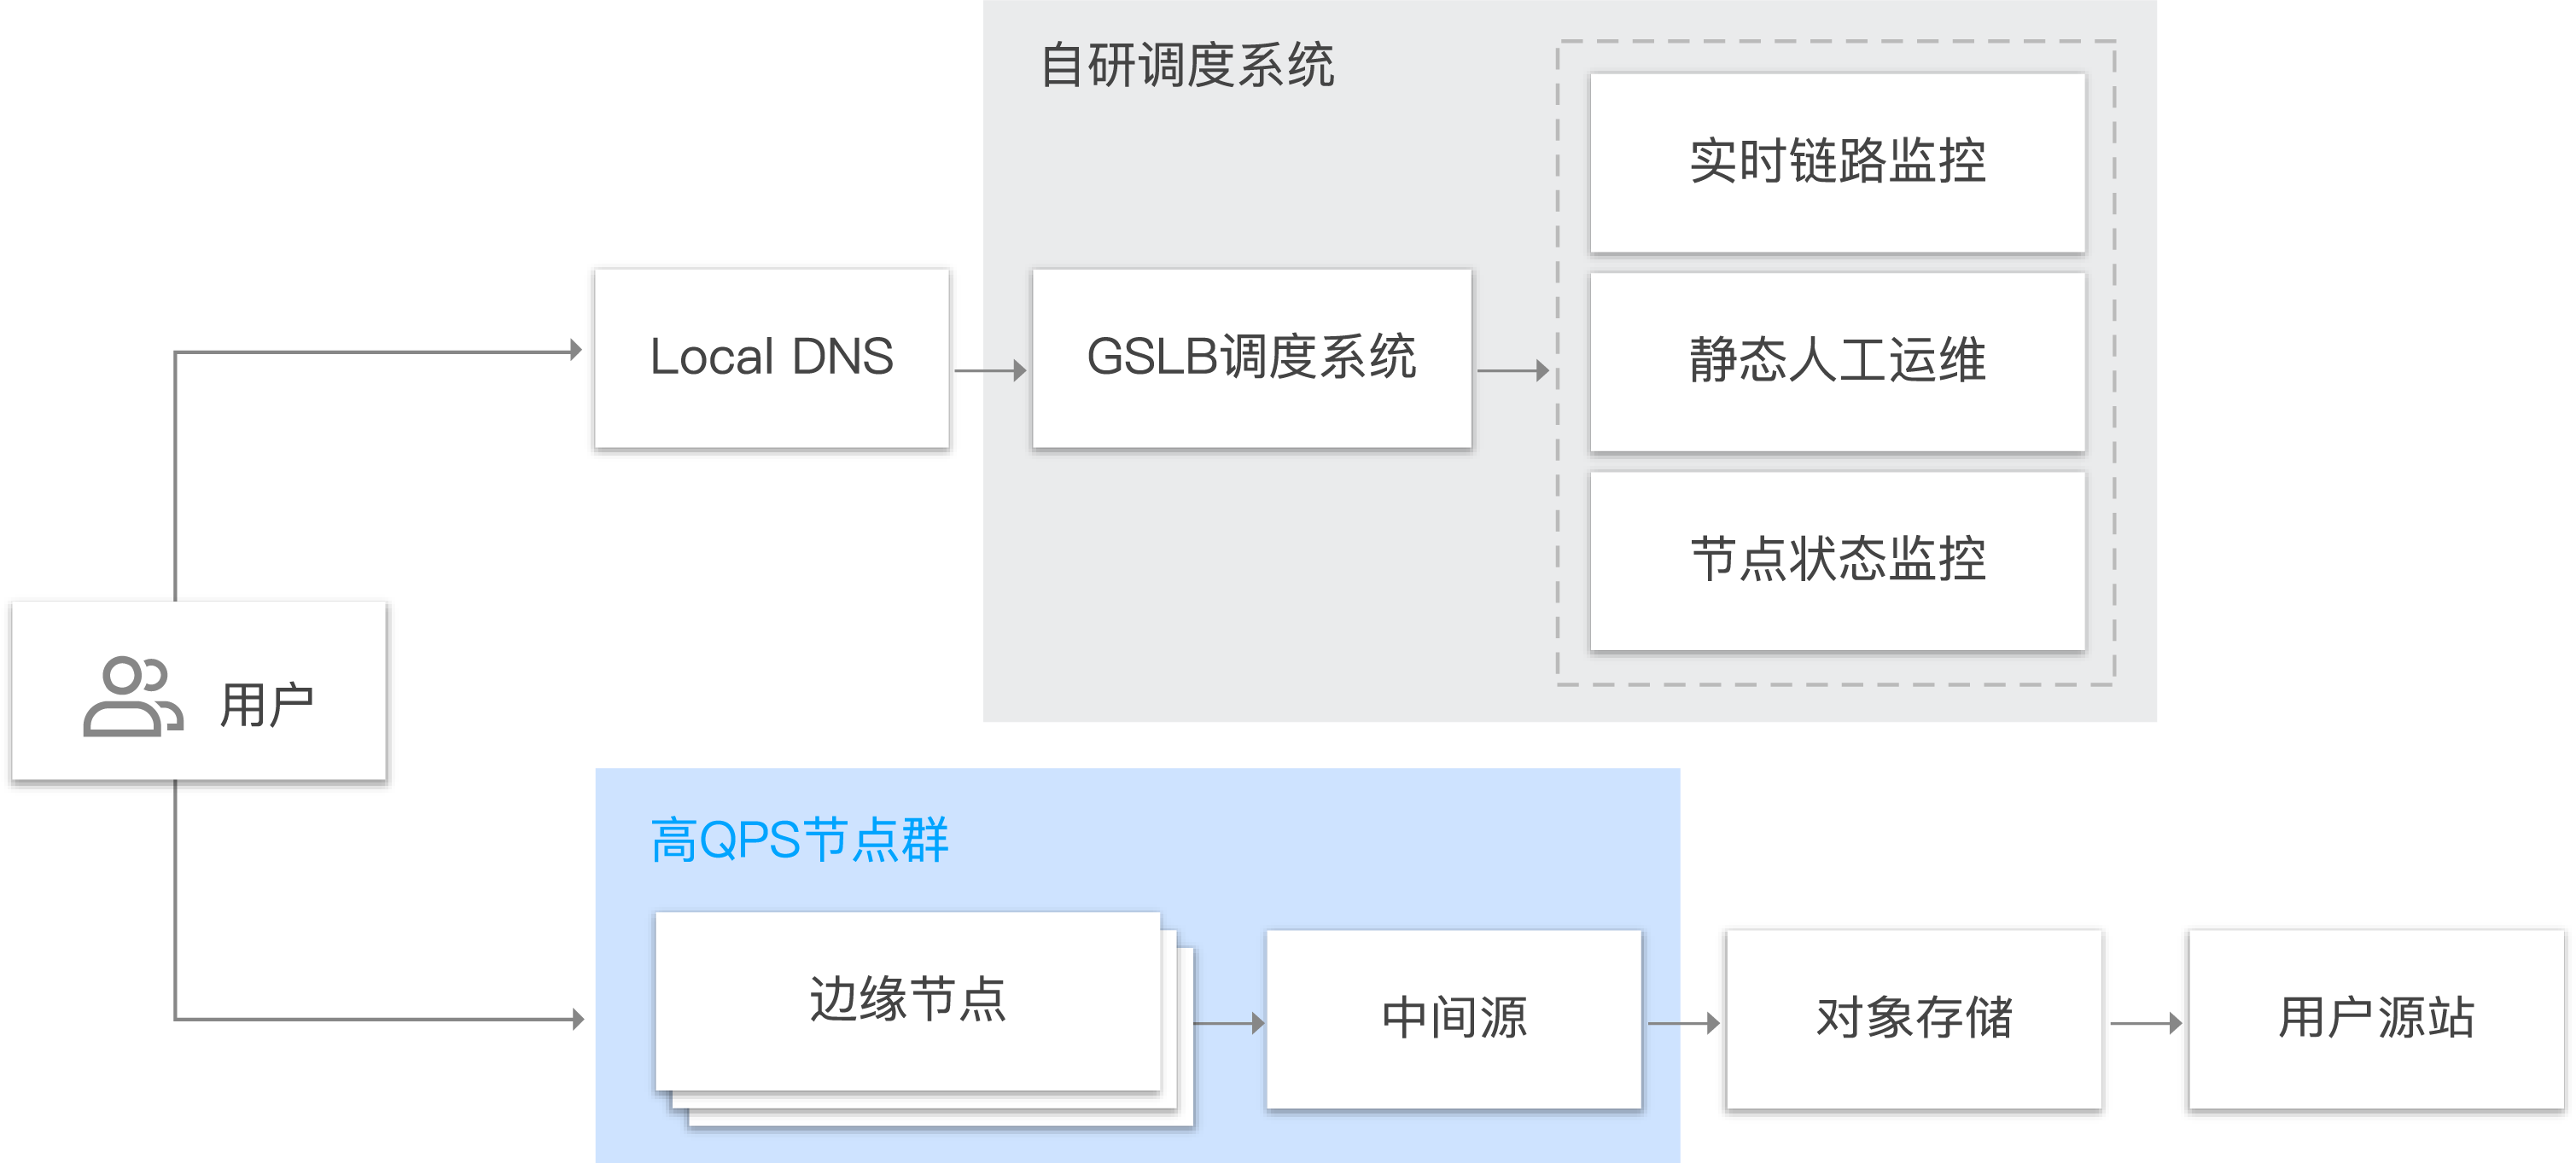 自研调度系统
实时链路监控
Local DNS
GSLB调度系统
静态人工运维
节点状态监控
用户
高QPS节点群
边缘节点
中间源
对象存储
用户源站